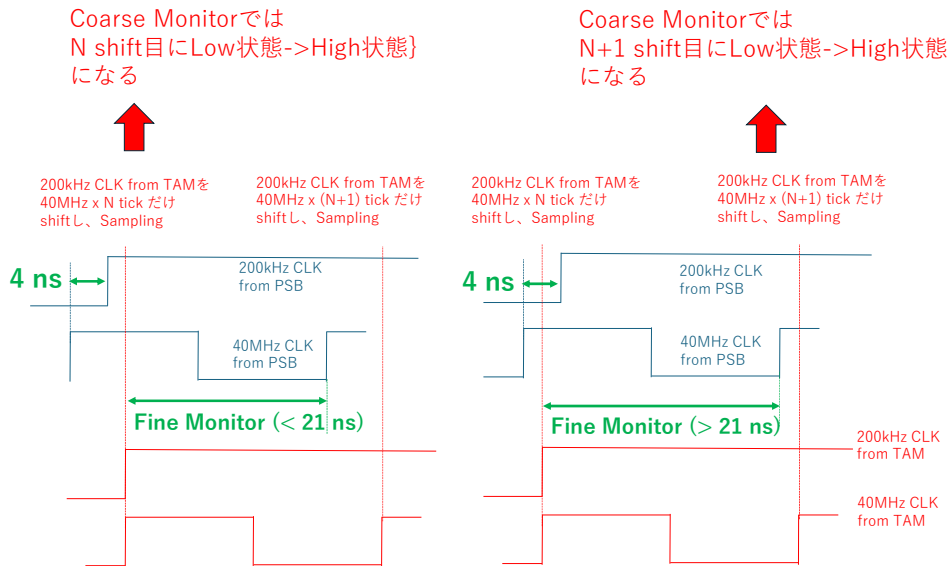 Coarse Monitorでは
N shift目にLow状態->High状態}
になる
Coarse Monitorでは
N+1 shift目にLow状態->High状態
になる
200kHz CLK from TAMを
40MHz x N tick だけ
shiftし、Sampling
200kHz CLK from TAMを
40MHz x (N+1) tick だけ
shiftし、Sampling
200kHz CLK from TAMを
40MHz x N tick だけ
shiftし、Sampling
200kHz CLK from TAMを
40MHz x (N+1) tick だけ
shiftし、Sampling
4 ns
200kHz CLK
from PSB
40MHz CLK
from PSB
Fine Monitor (< 21 ns)
4 ns
200kHz CLK
from PSB
40MHz CLK
from PSB
Fine Monitor (> 21 ns)
200kHz CLK
from TAM
40MHz CLK
from TAM